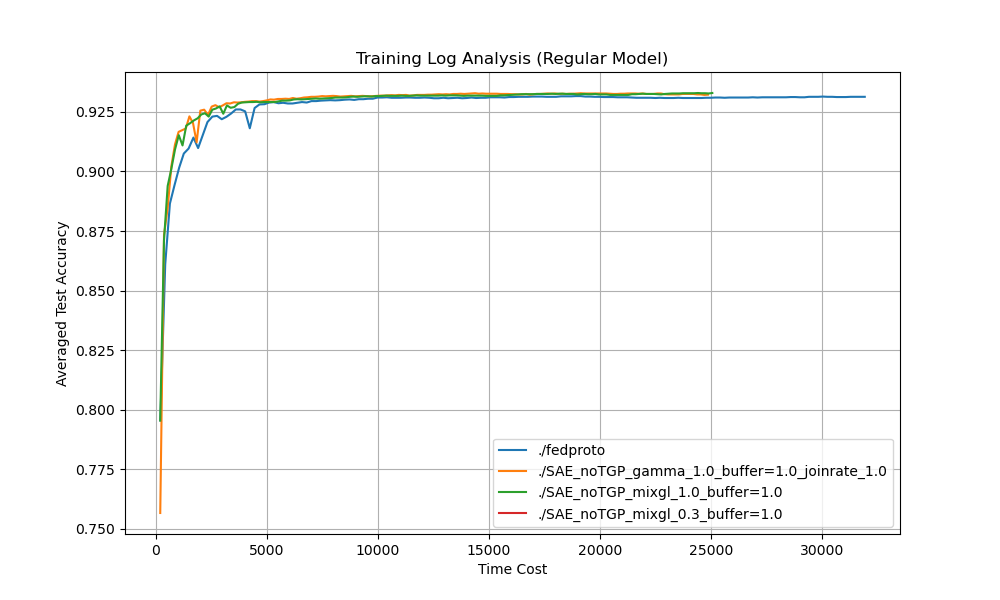 Training Log Analysis (Regular Model)
Averaged Test Accuracy
0.925
0.900
0.875
0.850
0.825
0.800
0.775
0.750
./fedproto
./SAE_noTGP_gamma_1.0_buffer=1.0_joinrate_1.0
./SAE_noTGP_mixgl_1.0_buffer=1.0
./SAE_noTGP_mixgl_0.3_buffer=1.0
0 5000 10000 15000 20000 25000 30000
Time Cost